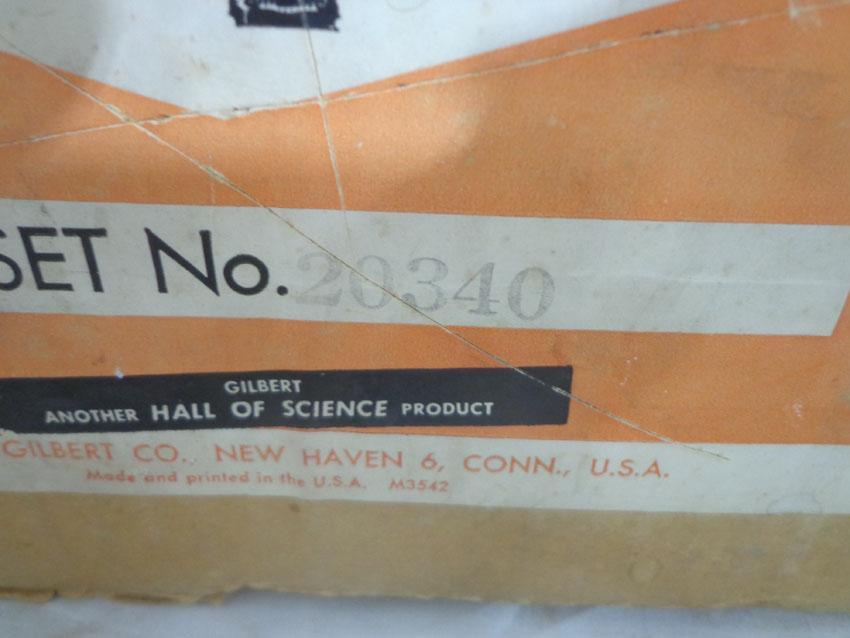 SET No. 20340
GILBERT
ANOTHER HALL OF SCIENCE PRODUCT
GILBERT CO., NEW HAVEN 6, CONN., U.S.A.
Made and printed in the U.S.A. M3542